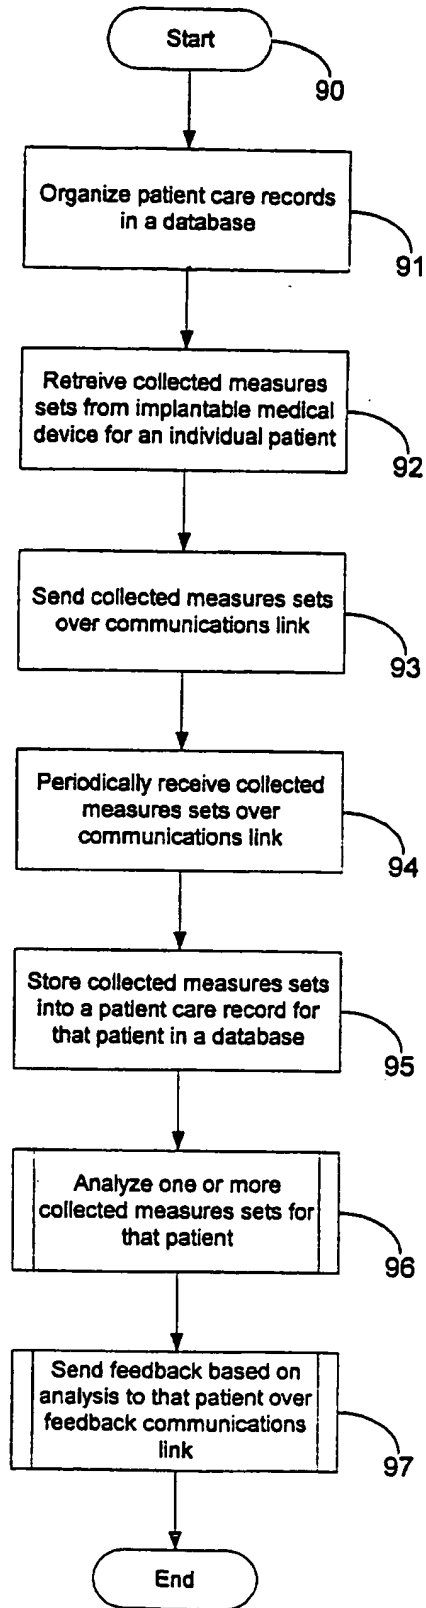 Start
90
Organize patient care records
in a database
91
Retreive collected measures
sets from implantable medical
device for an individual patient
92
Send collected measures sets
over communications link
93
Periodically receive collected
measures sets over
communications link
94
Store collected measures sets
into a patient care record for
that patient in a database
95
Analyze one or more
collected measures sets for
that patient
96
Send feedback based on
analysis to that patient over
feedback communications
link
97
End